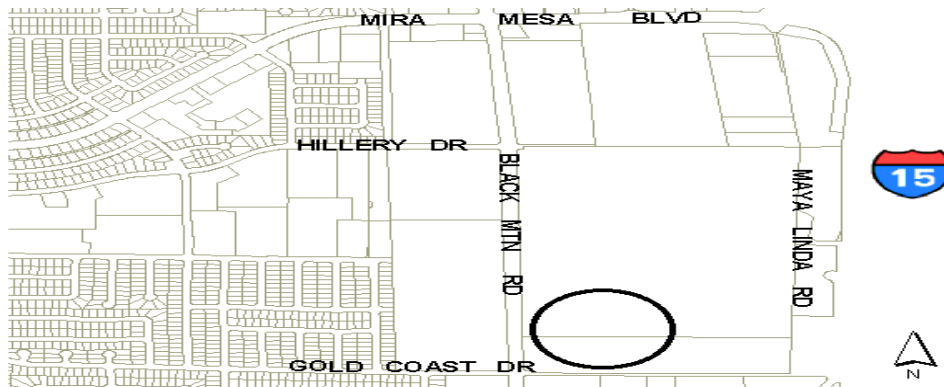 MIRA MESA BLVD
HILLERY DR
BLACK MTN RD
MAYA LINDA RD
15
GOLD COAST DR
N